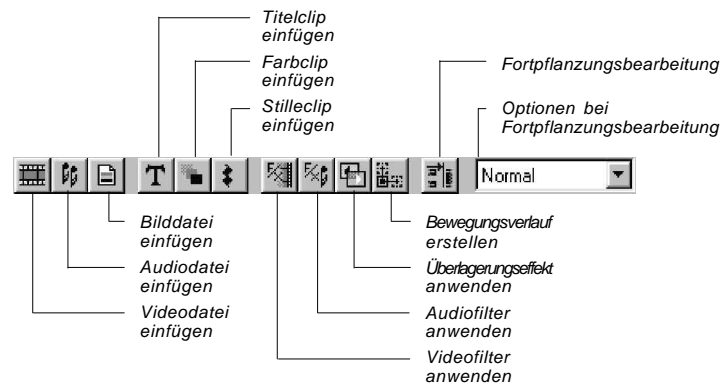 Titelclip
einfügen
Farbclip
einfügen
Stilleclip
einfügen
Fortpflanzungsbearbeitung
Optionen bei
Fortpflanzungsbearbeitung
T
Normal
Bilddatei
einfügen
Audiodatei
einfügen
Videodatei
einfügen
Bewegungsverlauf
erstellen
Überlagerungseffekt
anwenden
Audiofilter
anwenden
Videofilter
anwenden